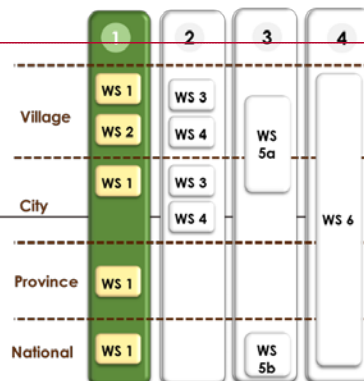 1 2 3 4
Village
City
Province
National
WS 1
WS 2
WS 1
WS 1
WS 1
WS 3
WS 4
WS 3
WS 4
WS
5a
WS
5b
WS 6